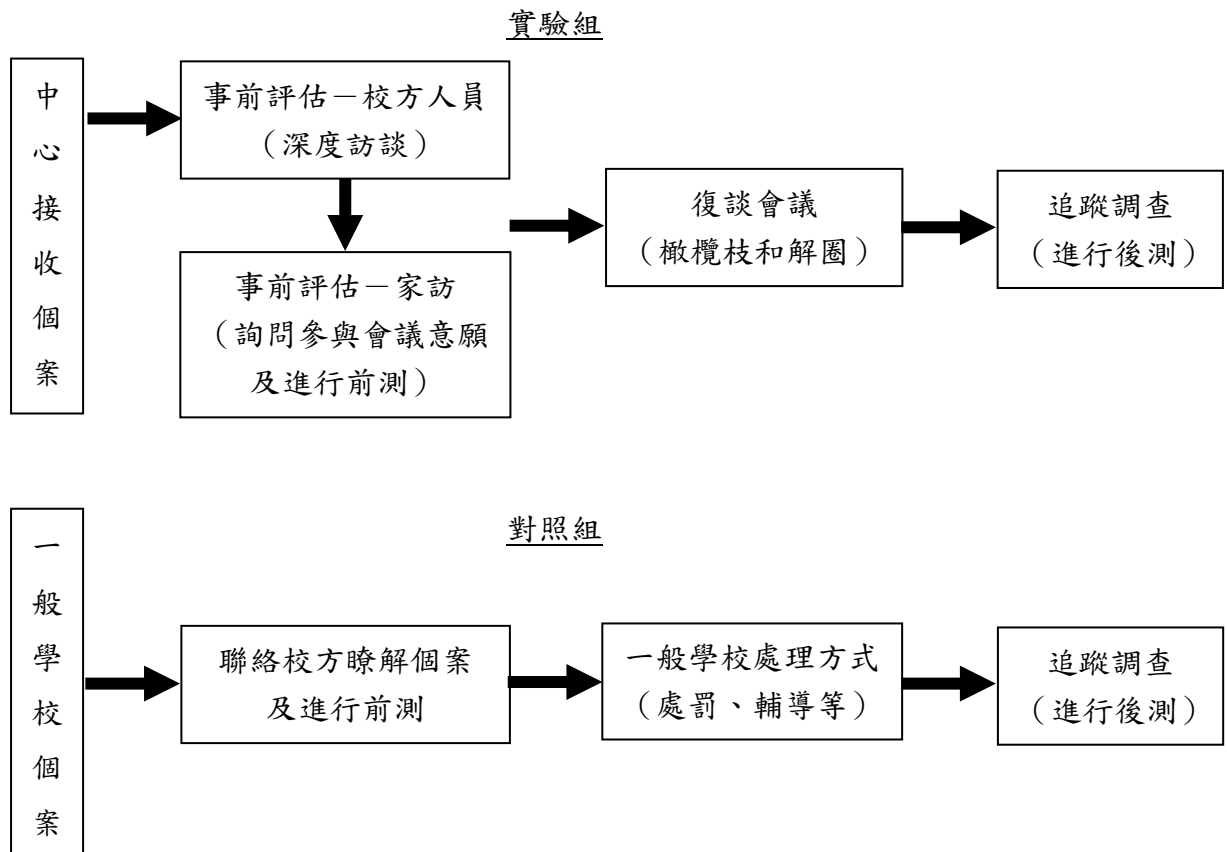 實驗組
中心接收個案
事前評估－校方人員
（深度訪談）
事前評估－家訪
（詢問參與會議意願
及進行前測）
復談會議
（橄欖枝和解圈）
追蹤調查
（進行後測）
對照組
一般學校個案
聯絡校方瞭解個案
及進行前測
一般學校處理方式
（處罰、輔導等）
追蹤調查
（進行後測）